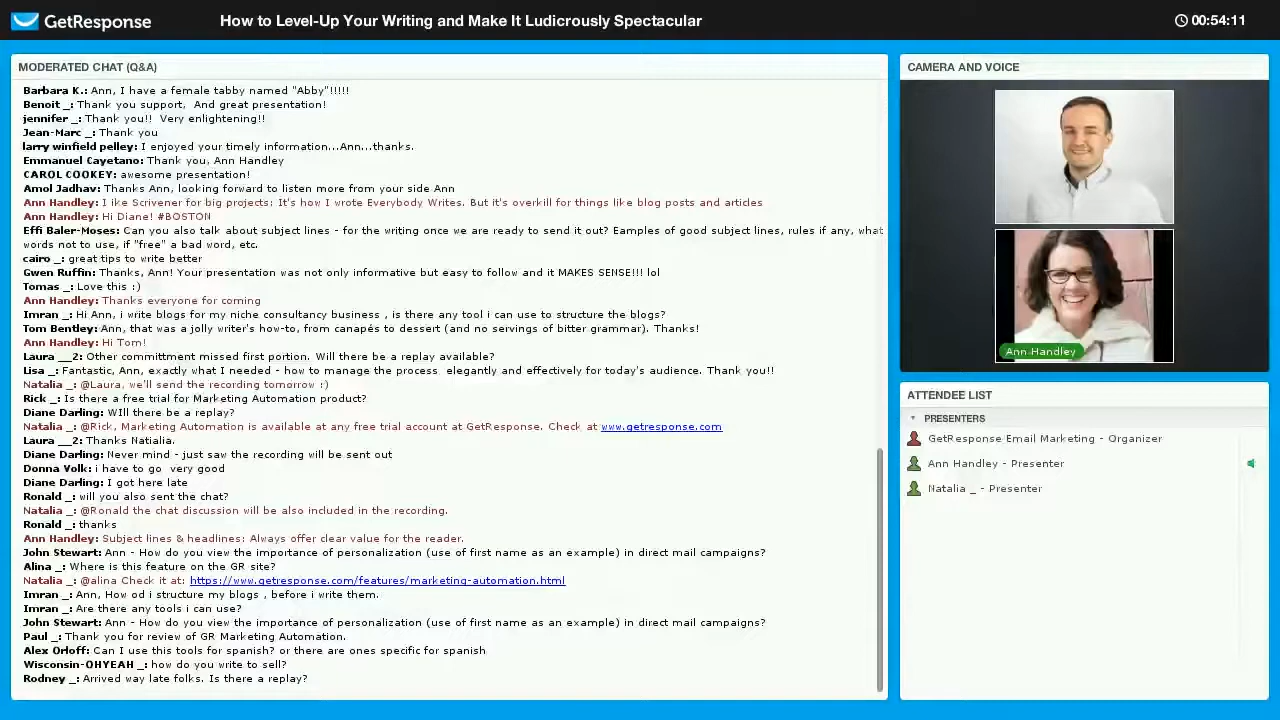 GetResponse
How to Level-Up Your Writing and Make It Ludicrously Spectacular
00:54:11
MODERATED CHAT (Q&A)
Barbara K.: Ann, I have a female tabby named "Abby"!!!!!
Benoit _: Thank you support, And great presentation!
jennifer _: Thank you!! Very enlightening!!
Jean-Marc _: Thank you
larry winfield pelley: I enjoyed your timely information...Ann...thanks.
Emmanuel Cayetano: Thank you, Ann Handley
CAROL COOKEY: awesome presentation!
Amol Jadhav: Thanks Ann, looking forward to listen more from your side Ann
Ann Handley: I like Scrivener for big projects: It's how I wrote Everybody Writes. But it's overkill for things like blog posts and articles
Ann Handley: Hi Diane! #BOSTON
Effi Baler-Moses: Can you also talk about subject lines - for the writing once we are ready to send it out? Eamples of good subject lines, rules if any, what
words not to use, if "free" a bad word, etc.
cairo _: great tips to write better
Gwen Ruffin: Thanks, Ann! Your presentation was not only informative but easy to follow and it MAKES SENSE!!! lol
Tomas _: Love this :)
Ann Handley: Thanks everyone for coming
Imran _: Hi Ann, i write blogs for my niche consultancy business , is there any tool i can use to structure the blogs?
Tom Bentley: Ann, that was a jolly writer's how-to, from canapés to dessert (and no servings of bitter grammar). Thanks!
Ann Handley: Hi Tom!
Laura __2: Other committment missed first portion. Will there be a replay available?
Lisa _: Fantastic, Ann, exactly what I needed - how to manage the process elegantly and effectively for today's audience. Thank you!!
Natalia _: @Laura, we'll send the recording tomorrow :)
Rick _: Is there a free trial for Marketing Automation product?
Diane Darling: WIll there be a replay?
Natalia _: @Rick, Marketing Automation is available at any free trial account at GetResponse. Check at www.getresponse.com
Laura __2: Thanks Natialia.
Diane Darling: Never mind - just saw the recording will be sent out
Donna Volk: i have to go very good
Diane Darling: I got here late
Ronald _: will you also sent the chat?
Natalia _: @Ronald the chat discussion will be also included in the recording.
Ronald _: thanks
Ann Handley: Subject lines & headlines: Always offer clear value for the reader.
John Stewart: Ann - How do you view the importance of personalization (use of first name as an example) in direct mail campaigns?
Alina _: Where is this feature on the GR site?
Natalia _: @alina Check it at: https://www.getresponse.com/features/marketing-automation.html
Imran _: Ann, How od i structure my blogs , before i write them.
Imran _: Are there any tools i can use?
John Stewart: Ann - How do you view the importance of personalization (use of first name as an example) in direct mail campaigns?
Paul _: Thank you for review of GR Marketing Automation.
Alex Orloff: Can I use this tools for spanish? or there are ones specific for spanish
Wisconsin-OHYEAH _: how do you write to sell?
Rodney _: Arrived way late folks. Is there a replay?
CAMERA AND VOICE
Ann Handley
ATTENDEE LIST
PRESENTERS
GetResponse Email Marketing - Organizer
Ann Handley - Presenter
Natalia _ - Presenter